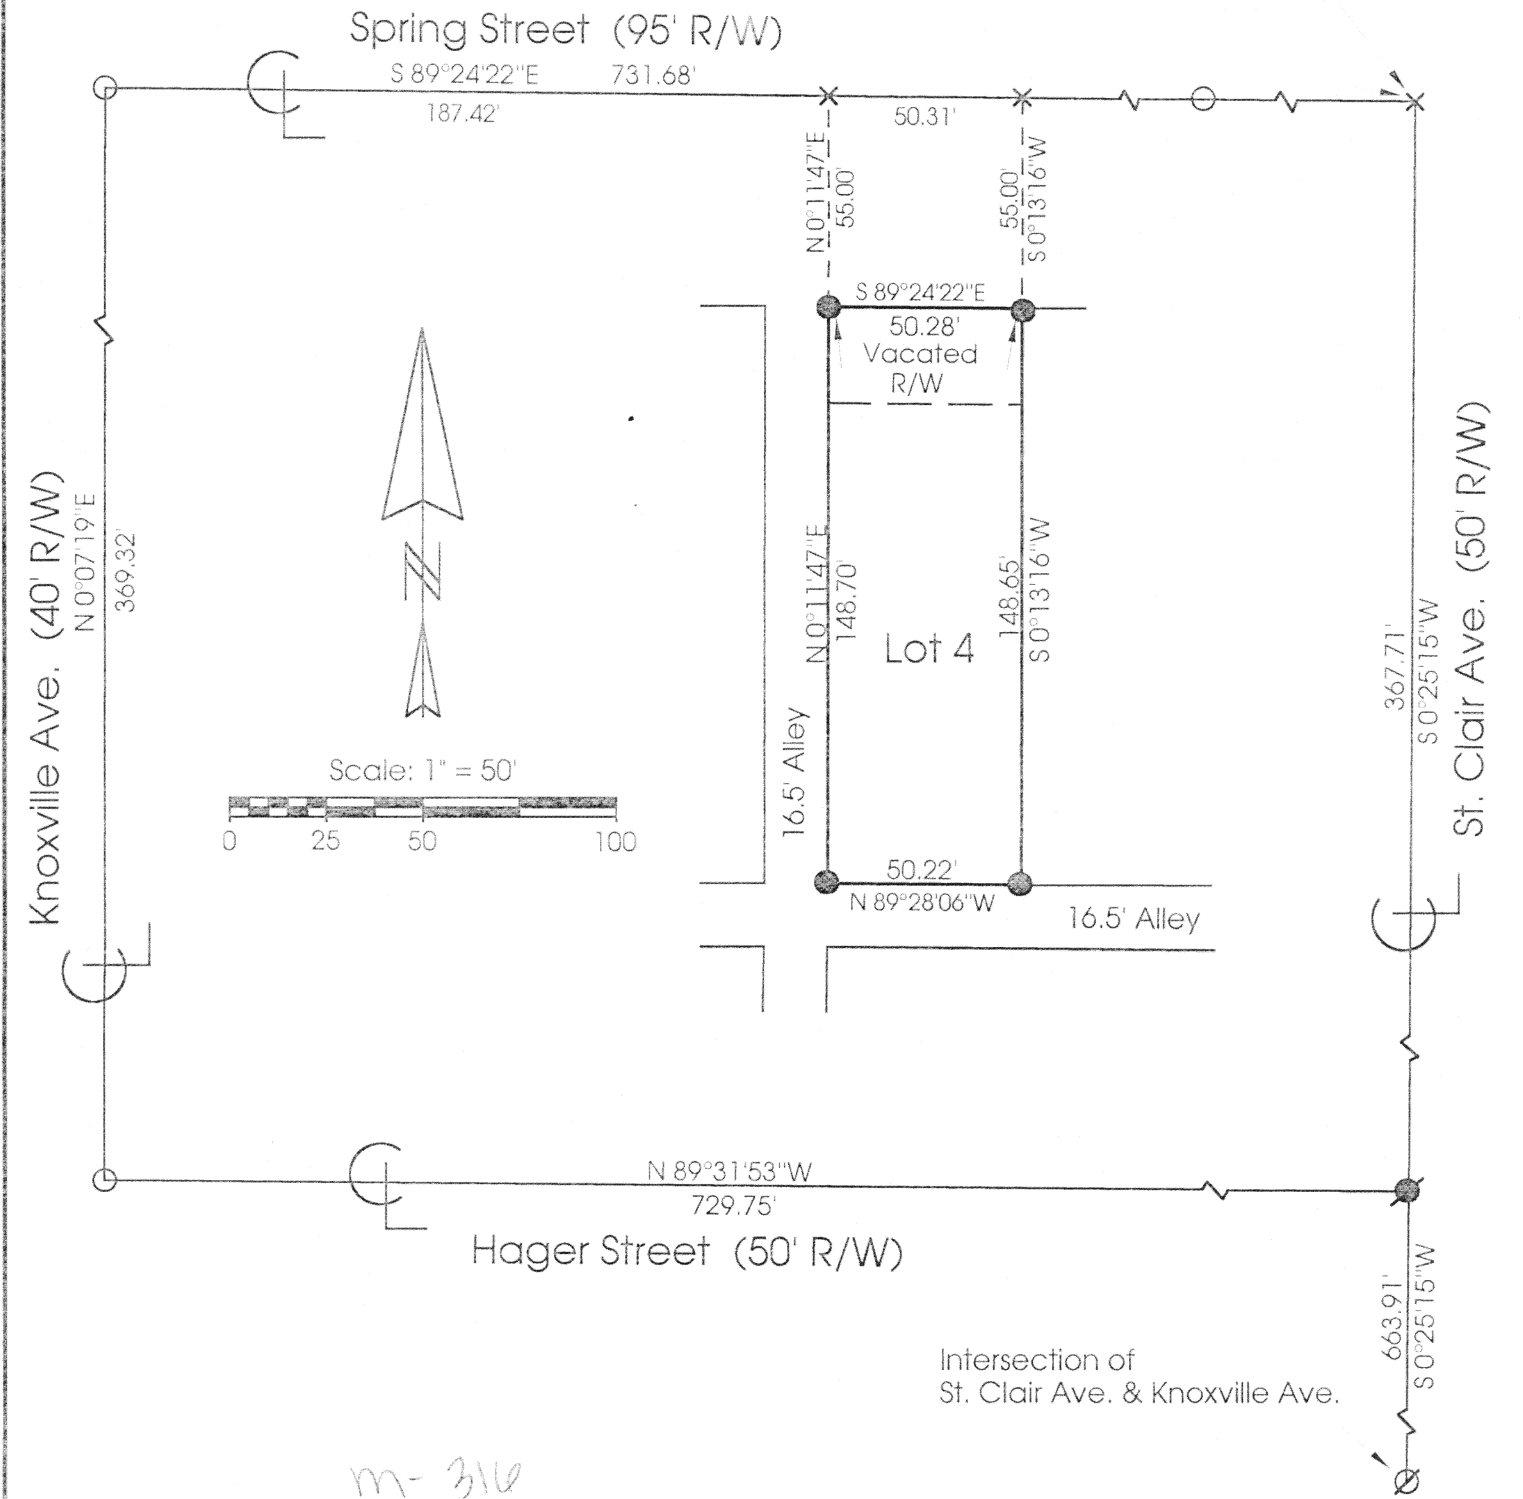 Spring Street (95' R/W)
S 89°24'22"E 731.68'
187.42'
50.31'
N 0°11'47"E
55.00'
55.00'
S 0°13'16"W
S 89°24'22"E
50.28'
Vacated
R/W
Knoxville Ave. (40' R/W)
N 0°07'19"E
369.32'
N
N 0°11'47"E
148.70'
148.65'
S 0°13'16"W
Lot 4
367.71'
S 0°25'15"W
St. Clair Ave. (50' R/W)
Scale: 1" = 50'
0 25 50 100
16.5' Alley
50.22'
N 89°28'06"W
16.5' Alley
N 89°31'53"W
729.75'
Hager Street (50' R/W)
663.91'
S 0°25'15"W
Intersection of
St. Clair Ave. & Knoxville Ave.
m- 316